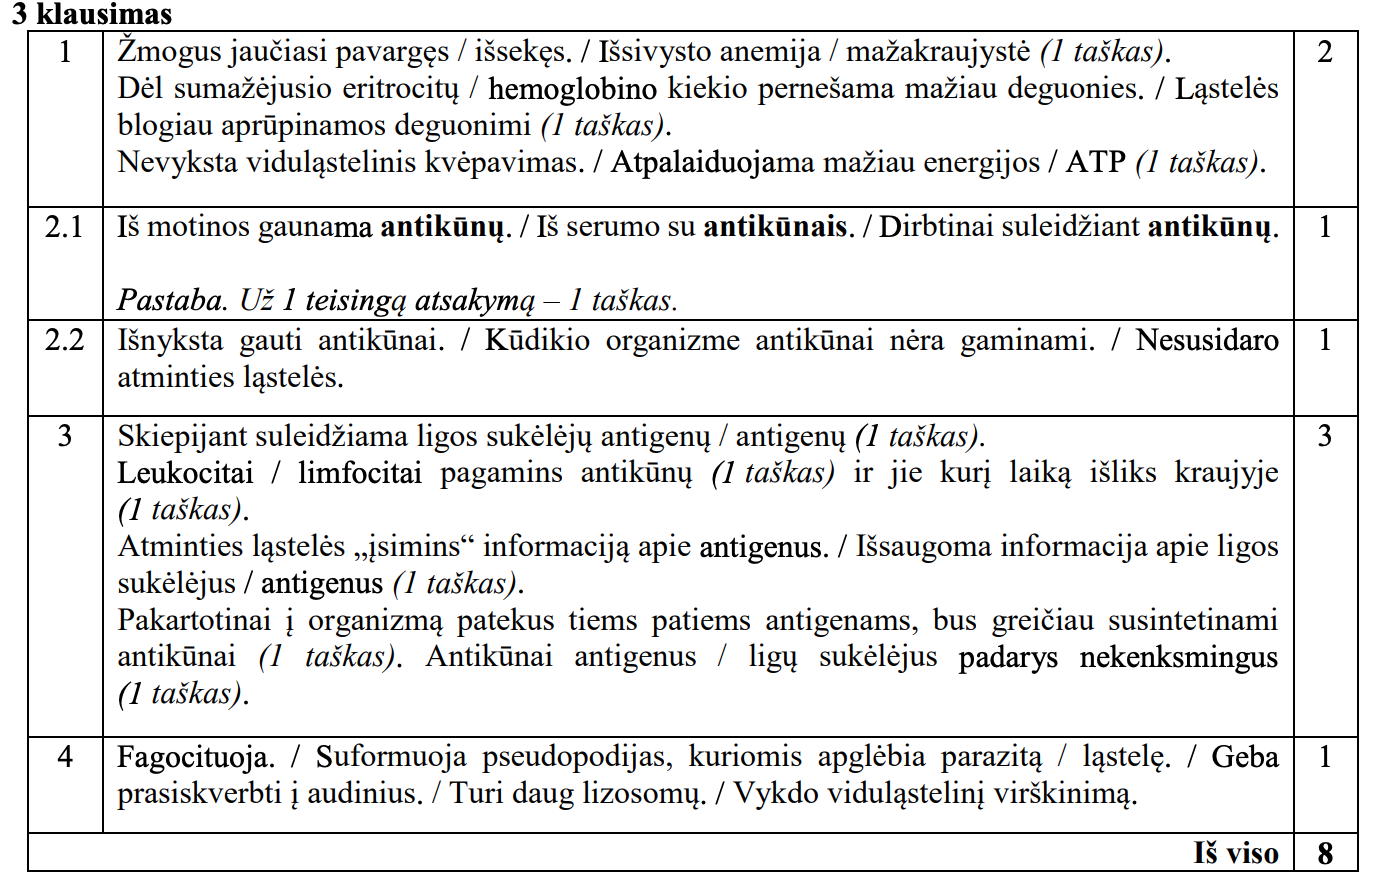 3 klausimas
1 Žmogus jaučiasi pavargęs / išsekęs. / Išsivysto anemija / mažakraujystė (1 taškas). 2
Dėl sumažėjusio eritrocitų / hemoglobino kiekio pernešama mažiau deguonies. / Ląstelės
blogiau aprūpinamos deguonimi (1 taškas).
Nevyksta viduląstelinis kvėpavimas. / Atpalaiduojama mažiau energijos / ATP (1 taškas).
2.1 Iš motinos gaunama antikūnų. / Iš serumo su antikūnais. / Dirbtinai suleidžiant antikūnų. 1
Pastaba. Už 1 teisingą atsakymą – 1 taškas.
2.2 Išnyksta gauti antikūnai. / Kūdikio organizme antikūnai nėra gaminami. / Nesusidaro 1
atminties ląstelės.
3 Skiepijant suleidžiama ligos sukėlėjų antigenų / antigenų (1 taškas). 3
Leukocitai / limfocitai pagamins antikūnų (1 taškas) ir jie kurį laiką išliks kraujyje
(1 taškas).
Atminties ląstelės „įsimins“ informaciją apie antigenus. / Išsaugoma informacija apie ligos
sukėlėjus / antigenus (1 taškas).
Pakartotinai į organizmą patekus tiems patiems antigenams, bus greičiau susintetinami
antikūnai (1 taškas). Antikūnai antigenus / ligų sukėlėjus padarys nekenksmingus
(1 taškas).
4 Fagocituoja. / Suformuoja pseudopodijas, kuriomis apglėbia parazitą / ląstelę. / Geba 1
prasiskverbti į audinius. / Turi daug lizosomų. / Vykdo viduląstelinį virškinimą.
Iš viso 8